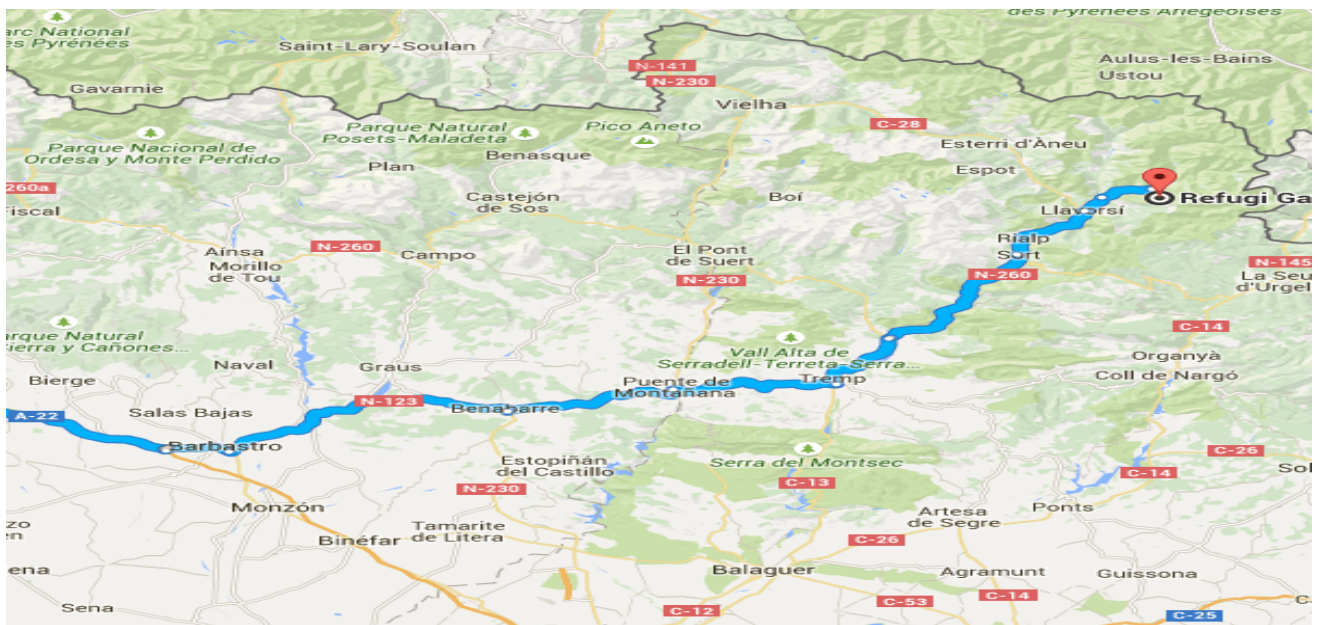 des Pyrénées Ariégeoises
arc National
es Pyrénées
Saint-Lary-Soulan
Aulus-les-Bains
Ustou
N-141
N-230
Gavarnie
Vielha
C-28
Parque Natural
Posets-Maladeta
Pico Aneto
Esterri d'Àneu
Parque Nacional de
Ordesa y Monte Perdido
Plan
Benasque
Espot
260a
Castejón
de Sos
Boí
Refugi Ga
Fiscal
Llavorsí
Rialp
Sort
Aínsa
N-260
Campo
El Pont
de Suert
N-145
Morillo
de Tou
N-230
N-260
La Seu
d'Urgel
arque Natural
ierra y Cañones...
C-14
Vall Alta de
Serradell-Terreta-Serra...
Organyà
Naval
Graus
Coll de Nargó
Bierge
Puente de
Montañana
Tremp
A-22
Salas Bajas
N-123
Benabarre
Barbastro
Estopiñán
del Castillo
Serra del Montsec
C-26
C-14
Sol
N-230
C-13
Monzón
Artesa
de Segre
Ponts
Tamarite
de Litera
Binéfar
C-26
zo
en
ena
Balaguer
Agramunt
Guissona
Sena
C-12
C-53
C-14
C-25